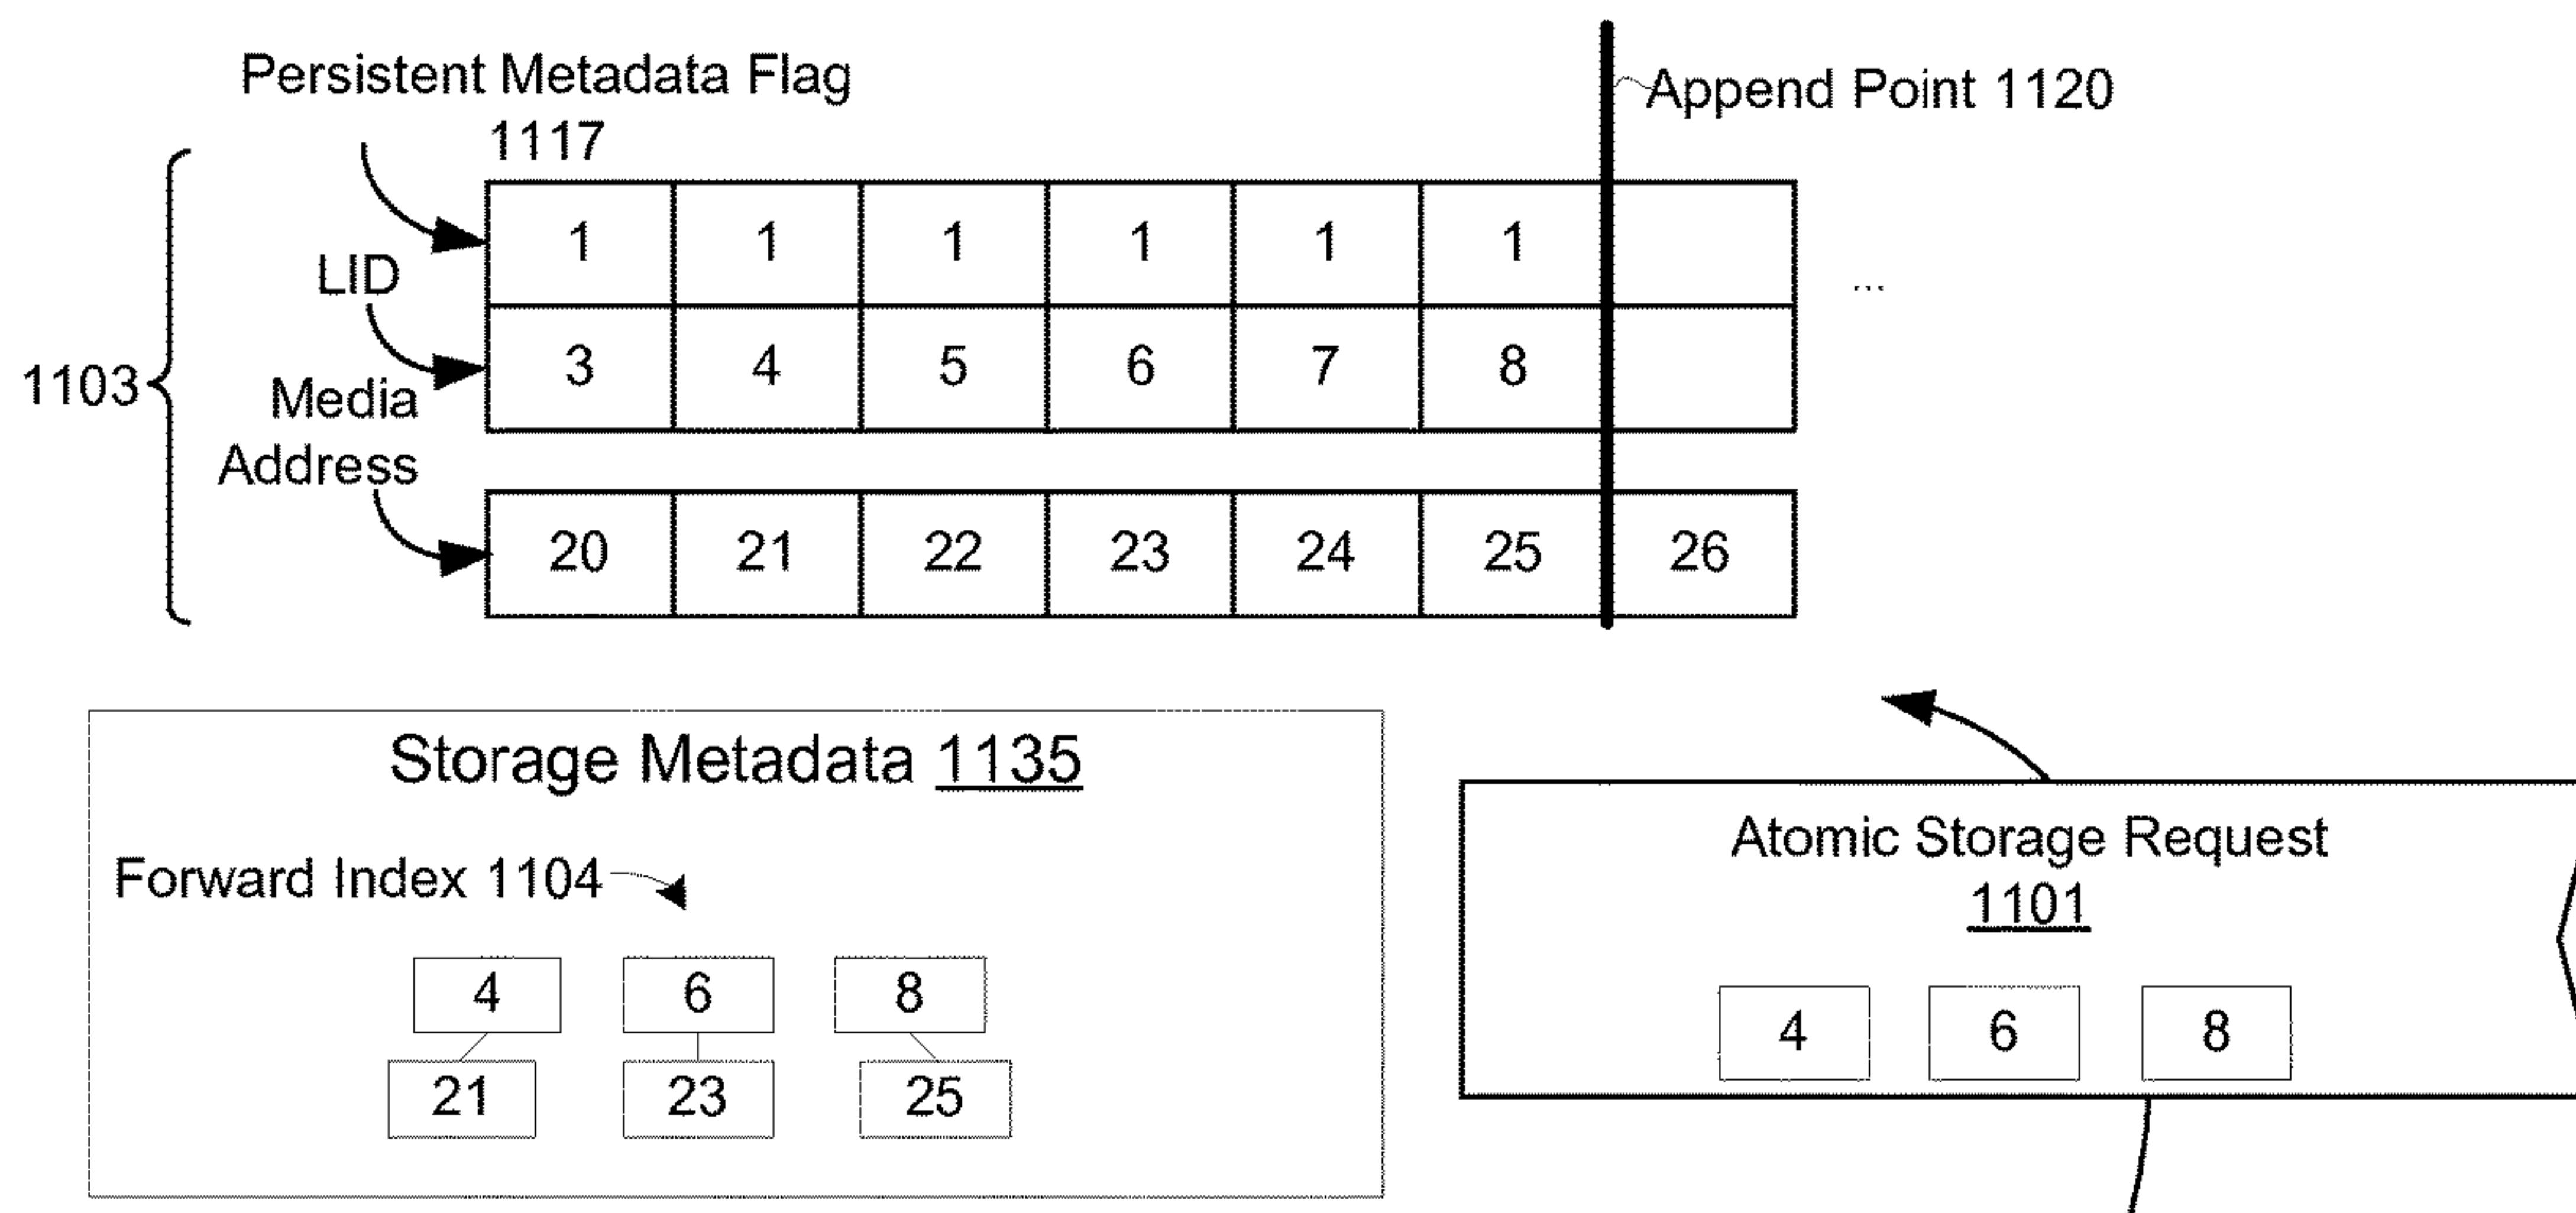 Persistent Metadata Flag
1117
Append Point 1120
1 1 1 1 1 1
LID
...
3 4 5 6 7 8
1103
Media
Address
20 21 22 23 24 25 26
Storage Metadata 1135
Forward Index 1104
4 6 8
21 23 25
Atomic Storage Request
1101
4 6 8